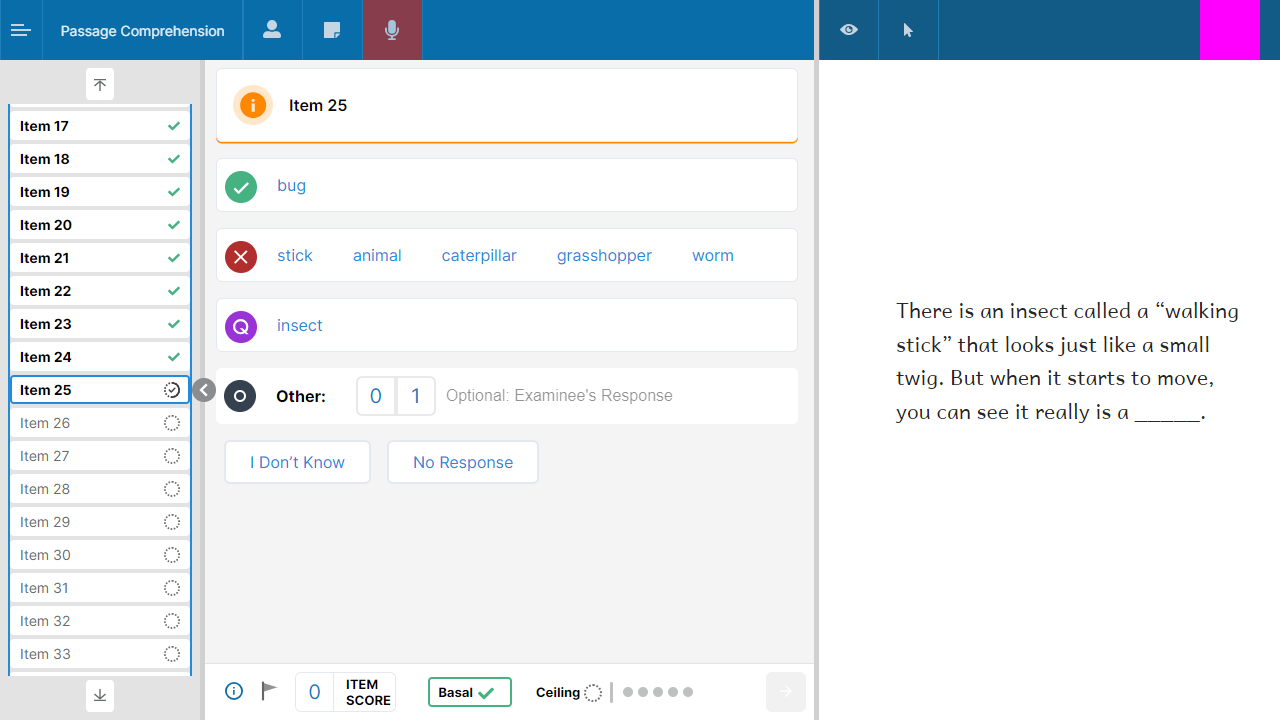 Passage Comprehension
Item 17
Item 18
Item 19
Item 20
Item 21
Item 22
Item 23
Item 24
Item 25
Item 26
Item 27
Item 28
Item 29
Item 30
Item 31
Item 32
Item 33
Item 25
bug
stick animal caterpillar grasshopper worm
Q insect
Other: 0 1 Optional: Examinee's Response
I Don’t Know No Response
0 ITEM SCORE Basal Ceiling
There is an insect called a “walking
stick” that looks just like a small
twig. But when it starts to move,
you can see it really is a _____.